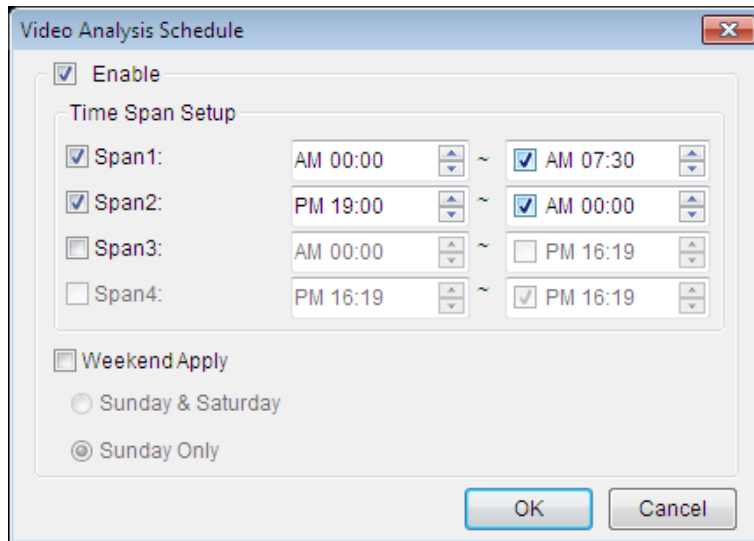 Video Analysis Schedule
Enable
Time Span Setup
Span1: AM 00:00 ~ AM 07:30
Span2: PM 19:00 ~ AM 00:00
Span3: AM 00:00 ~ PM 16:19
Span4: PM 16:19 ~ PM 16:19
Weekend Apply
Sunday & Saturday
Sunday Only
OK Cancel